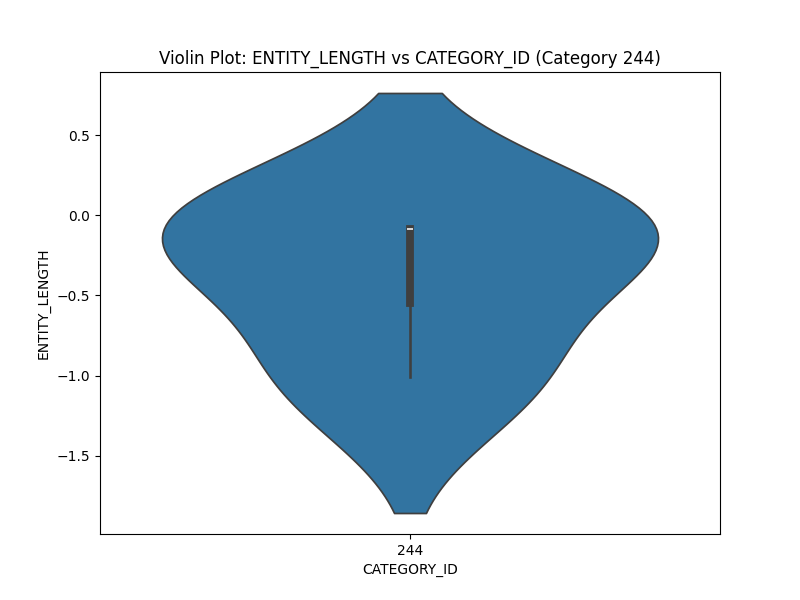 Violin Plot: ENTITY_LENGTH vs CATEGORY_ID (Category 244)
ENTITY_LENGTH
0.5
0.0
−0.5
−1.0
−1.5
244
CATEGORY_ID